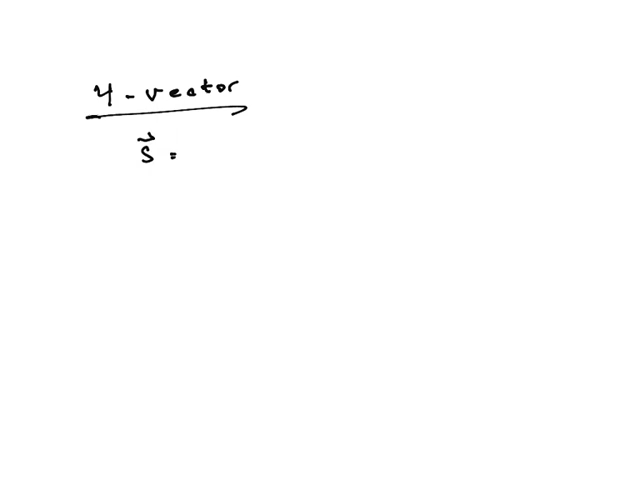 4 - vector
S⃗ =